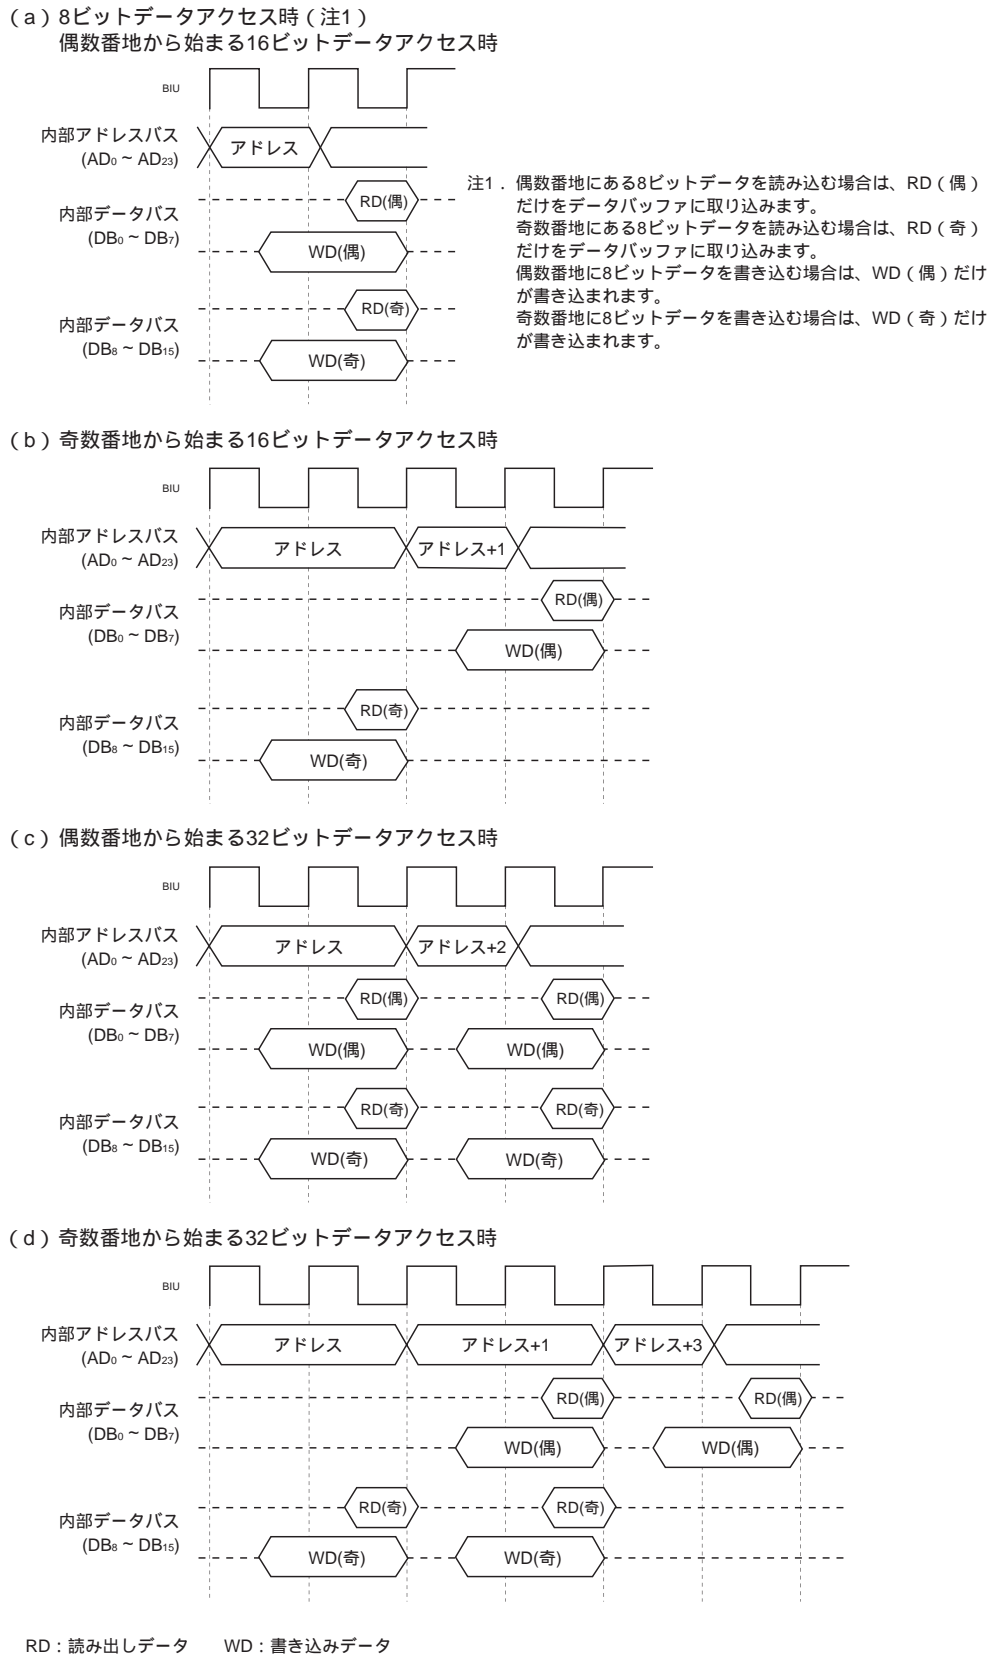 (a) 8ビットデータアクセス時(注1)
偶数番地から始まる16ビットデータアクセス時
BIU
内部アドレスバス
(AD0 ~ AD23)
アドレス
内部データバス
(DB0 ~ DB7)
RD(偶)
WD(偶)
内部データバス
(DB8 ~ DB15)
RD(奇)
WD(奇)
注1. 偶数番地にある8ビットデータを読み込む場合は、RD(偶)
だけをデータバッファに取り込みます。
奇数番地にある8ビットデータを読み込む場合は、RD(奇)
だけをデータバッファに取り込みます。
偶数番地に8ビットデータを書き込む場合は、WD(偶)だけ
が書き込まれます。
奇数番地に8ビットデータを書き込む場合は、WD(奇)だけ
が書き込まれます。
(b) 奇数番地から始まる16ビットデータアクセス時
BIU
内部アドレスバス
(AD0 ~ AD23)
アドレス アドレス+1
内部データバス
(DB0 ~ DB7)
RD(偶)
WD(偶)
内部データバス
(DB8 ~ DB15)
RD(奇)
WD(奇)
(c) 偶数番地から始まる32ビットデータアクセス時
BIU
内部アドレスバス
(AD0 ~ AD23)
アドレス アドレス+2
内部データバス
(DB0 ~ DB7)
RD(偶) RD(偶)
WD(偶) WD(偶)
内部データバス
(DB8 ~ DB15)
RD(奇) RD(奇)
WD(奇) WD(奇)
(d) 奇数番地から始まる32ビットデータアクセス時
BIU
内部アドレスバス
(AD0 ~ AD23)
アドレス アドレス+1 アドレス+3
内部データバス
(DB0 ~ DB7)
RD(偶) RD(偶)
WD(偶) WD(偶)
内部データバス
(DB8 ~ DB15)
RD(奇) RD(奇)
WD(奇) WD(奇)
RD:読み出しデータ WD:書き込みデータ